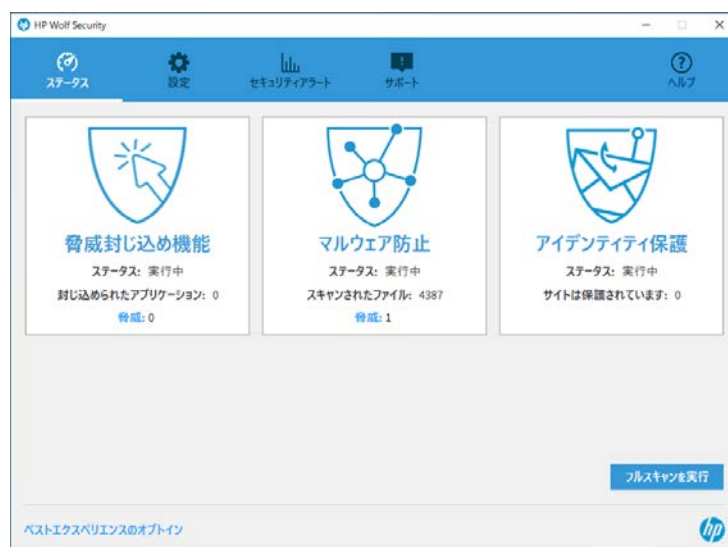 HP Wolf Security
ステータス
設定
セキュリティアラート
サポート
ヘルプ
脅威封じ込め機能
ステータス: 実行中
封じ込められたアプリケーション: 0
脅威: 0
マルウェア防止
ステータス: 実行中
スキャンされたファイル: 4387
脅威: 1
アイデンティティ保護
ステータス: 実行中
サイトは保護されています: 0
フルスキャンを実行
ベストエクスペリエンスのオプトイン
hp